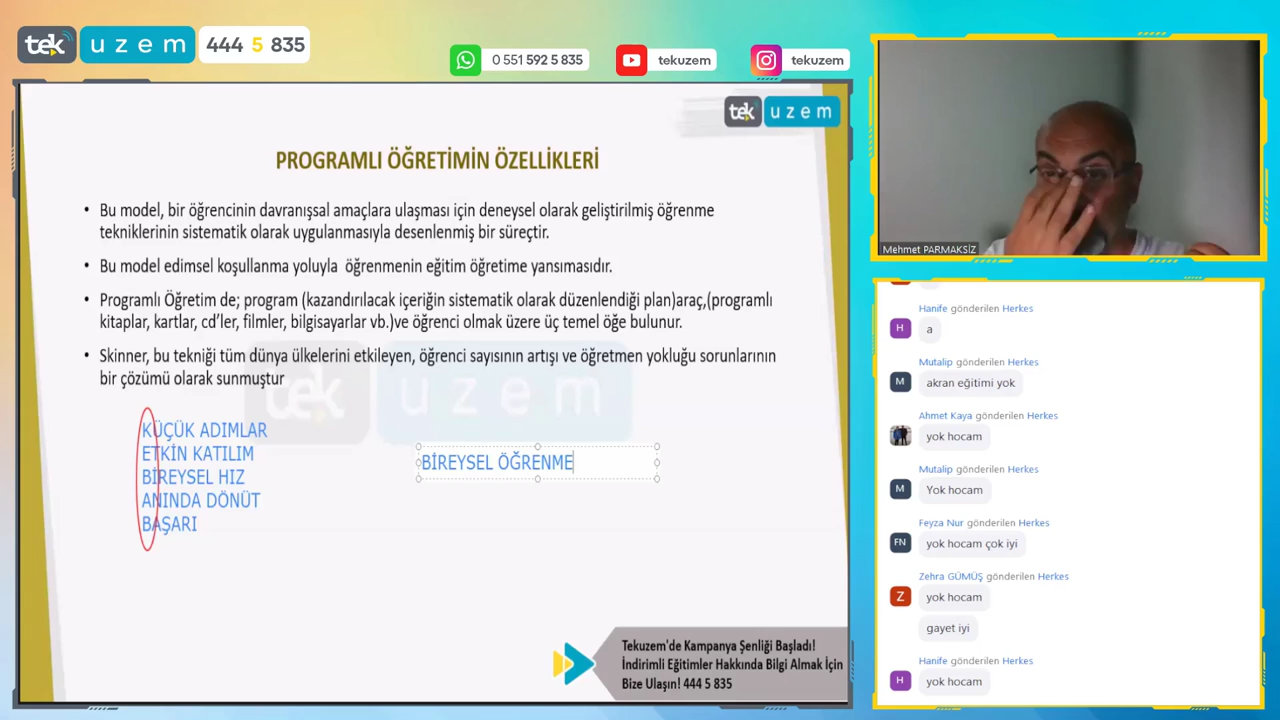 tek uzem 444 5 835
0 551 592 5 835
tekuzem
tekuzem
tek uzem
PROGRAMLI ÖĞRETİMİN ÖZELLİKLERİ
• Bu model, bir öğrencinin davranışsal amaçlara ulaşması için deneysel olarak geliştirilmiş öğrenme
tekniklerinin sistematik olarak uygulanmasıyla desenlenmiş bir süreçtir.
• Bu model edimsel koşullanma yoluyla öğrenmenin eğitim öğretime yansımasıdır.
• Programlı Öğretim de; program (kazandırılacak içeriğin sistematik olarak düzenlendiği plan)araç,(programlı
kitaplar, kartlar, cd'ler, filmler, bilgisayarlar vb.)ve öğrenci olmak üzere üç temel öğe bulunur.
• Skinner, bu tekniği tüm dünya ülkelerini etkileyen, öğrenci sayısının artışı ve öğretmen yokluğu sorunlarının
bir çözümü olarak sunmuştur
tek uzem
KÜÇÜK ADIMLAR
ETKİN KATILIM
BİREYSEL HIZ
ANINDA DÖNÜT
BAŞARI
BİREYSEL ÖĞRENME
Tekuzem'de Kampanya Şenliği Başladı!
İndirimli Eğitimler Hakkında Bilgi Almak İçin
Bize Ulaşın! 444 5 835
Mehmet PARMAKSİZ
Hanife gönderilen Herkes
H a
Mutalip gönderilen Herkes
M akran eğitimi yok
Ahmet Kaya gönderilen Herkes
yok hocam
Mutalip gönderilen Herkes
M Yok hocam
Feyza Nur gönderilen Herkes
FN yok hocam çok iyi
Zehra GÜMÜŞ gönderilen Herkes
Z yok hocam
gayet iyi
Hanife gönderilen Herkes
H yok hocam